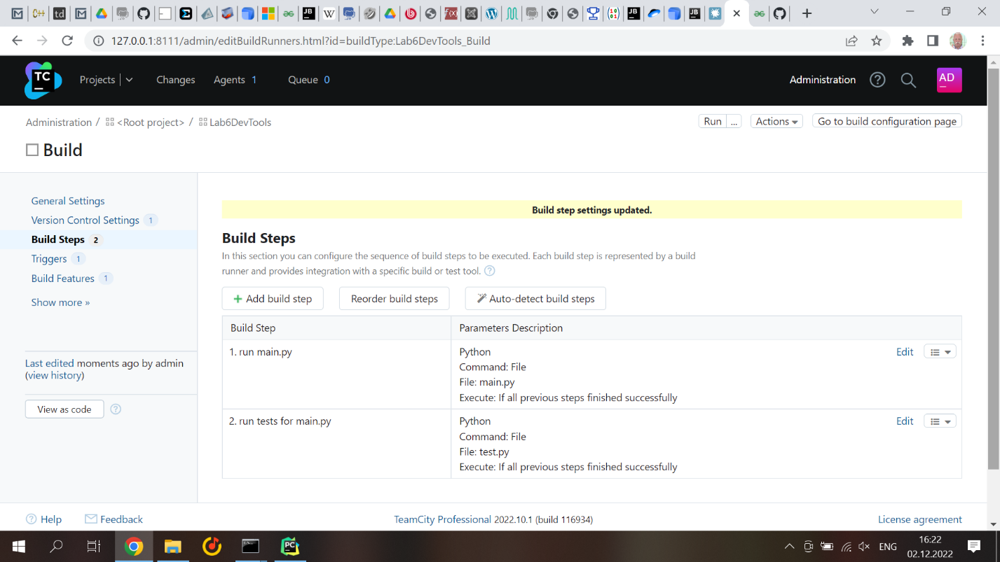 127.0.0.1:8111/admin/editBuildRunners.html?id=buildType:Lab6DevTools_Build
TC
Projects Changes Agents 1 Queue 0 Administration AD
Administration / <Root project> / Lab6DevTools Run ... Actions Go to build configuration page
Build
General Settings
Version Control Settings 1
Build Steps 2
Triggers 1
Build Features 1
Show more »
Last edited moments ago by admin
(view history)
View as code
Build step settings updated.
Build Steps
In this section you can configure the sequence of build steps to be executed. Each build step is represented by a build
runner and provides integration with a specific build or test tool.
Add build step Reorder build steps Auto-detect build steps
Build Step Parameters Description
1. run main.py Python Edit
Command: File
File: main.py
Execute: If all previous steps finished successfully
2. run tests for main.py Python Edit
Command: File
File: test.py
Execute: If all previous steps finished successfully
Help Feedback TeamCity Professional 2022.10.1 (build 116934) License agreement
PC
ENG
16:22
02.12.2022